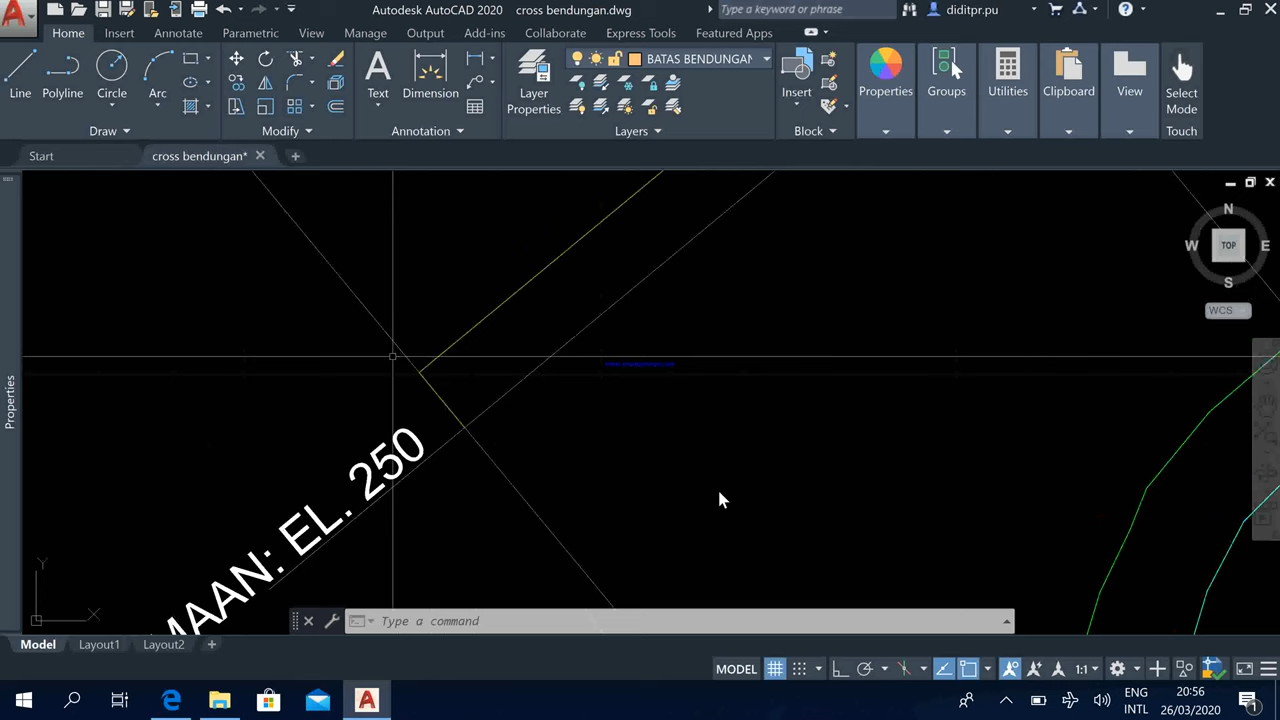 Autodesk AutoCAD 2020 cross bendungan.dwg
Type a keyword or phrase
diditpr.pu
Home Insert Annotate Parametric View Manage Output Add-ins Collaborate Express Tools Featured Apps
BATAS BENDUNGAN
Line Polyline Circle Arc Text Dimension Layer Properties Insert Properties Groups Utilities Clipboard View Select Mode
Draw Modify Annotation Layers Block Touch
Start cross bendungan*
N
W TOP E
S
WCS
Properties
MAAN: EL. 250
Y
X
Type a command
Model Layout1 Layout2
MODEL 1:1
ENG 20:56
INTL 26/03/2020
1